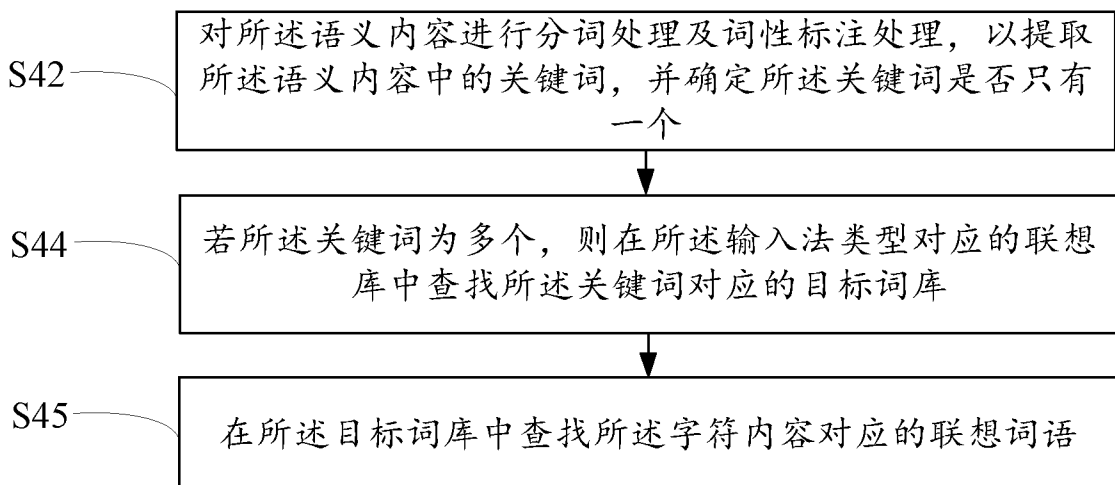 S42
对所述语义内容进行分词处理及词性标注处理，以提取
所述语义内容中的关键词，并确定所述关键词是否只有
一个
S44
若所述关键词为多个，则在所述输入法类型对应的联想
库中查找所述关键词对应的目标词库
S45
在所述目标词库中查找所述字符内容对应的联想词语